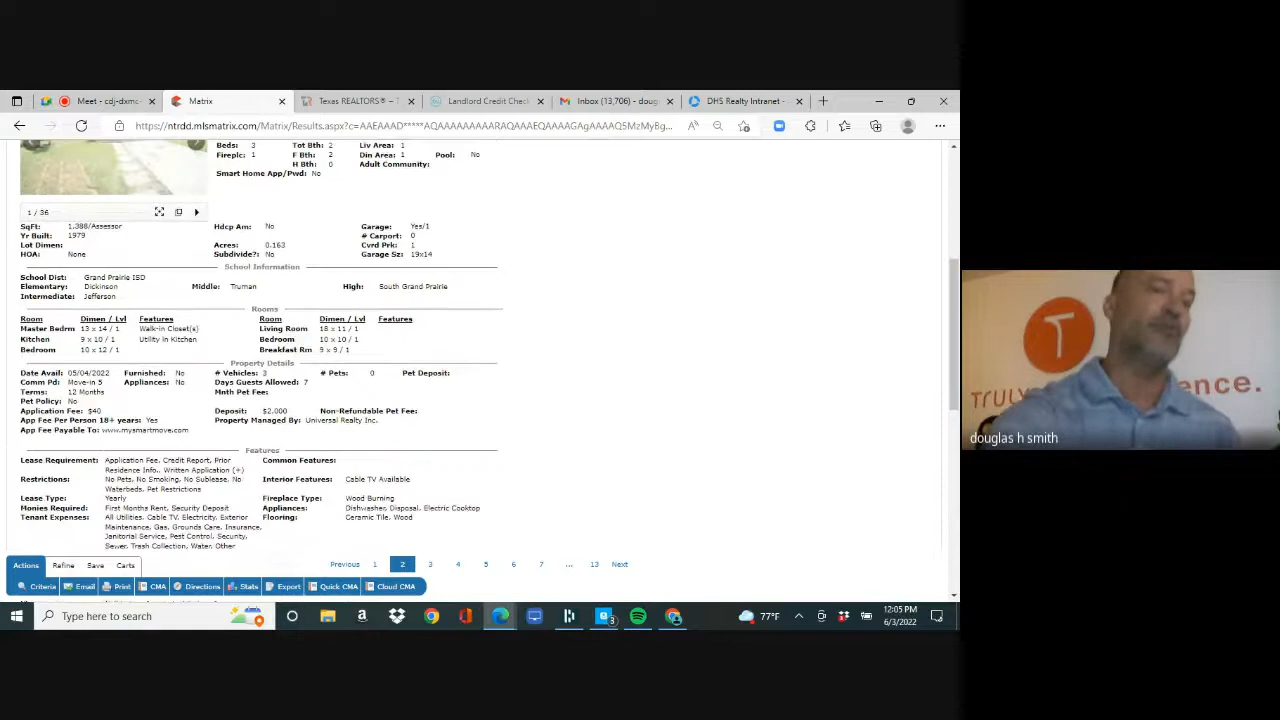 Meet - cdj-dxmc
Matrix
Texas REALTORS® – T
Landlord Credit Check
Inbox (13,706) - doug
DHS Realty Intranet -
https://ntrdd.mlsmatrix.com/Matrix/Results.aspx?c=AAEAAAD*****AQAAAAAAAAARAQAAAEQAAAAGAgAAAAQ5MzMyBg...
Beds: 3 Tot Bth: 2 Liv Area: 1
Fireplc: 1 F Bth: 2 Din Area: 1 Pool: No
H Bth: 0 Adult Community:
Smart Home App/Pwd: No
1 / 36
SqFt: 1,388/Assessor Hdcp Am: No Garage: Yes/1
Yr Built: 1979 # Carport: 0
Lot Dimen: Acres: 0.163 Cvrd Prk: 1
HOA: None Subdivide?: No Garage Sz: 19x14
School Information
School Dist: Grand Prairie ISD
Elementary: Dickinson Middle: Truman High: South Grand Prairie
Intermediate: Jefferson
Rooms
Room Dimen / Lvl Features Room Dimen / Lvl Features
Master Bedrm 13 x 14 / 1 Walk-in Closet(s) Living Room 18 x 11 / 1
Kitchen 9 x 10 / 1 Utility in Kitchen Bedroom 10 x 10 / 1
Bedroom 10 x 12 / 1 Breakfast Rm 9 x 9 / 1
Property Details
Date Avail: 05/04/2022 Furnished: No # Vehicles: 3 # Pets: 0 Pet Deposit:
Comm Pd: Move-in 5 Appliances: No Days Guests Allowed: 7
Terms: 12 Months Mnth Pet Fee:
Pet Policy: No
Application Fee: $40 Deposit: $2,000 Non-Refundable Pet Fee:
App Fee Per Person 18+ years: Yes Property Managed By: Universal Realty Inc.
App Fee Payable To: www.mysmartmove.com
Features
Lease Requirement: Application Fee, Credit Report, Prior Common Features:
Residence Info., Written Application (+)
Restrictions: No Pets, No Smoking, No Sublease, No Interior Features: Cable TV Available
Waterbeds, Pet Restrictions
Lease Type: Yearly Fireplace Type: Wood Burning
Monies Required: First Months Rent, Security Deposit Appliances: Dishwasher, Disposal, Electric Cooktop
Tenant Expenses: All Utilities, Cable TV, Electricity, Exterior Flooring: Ceramic Tile, Wood
Maintenance, Gas, Grounds Care, Insurance,
Janitorial Service, Pest Control, Security,
Sewer, Trash Collection, Water, Other
Actions Refine Save Carts Previous 1 2 3 4 5 6 7 ... 13 Next
Criteria Email Print CMA Directions Stats Export Quick CMA Cloud CMA
Type here to search
3
77°F
12:05 PM
6/3/2022
T
ence.
douglas h smith